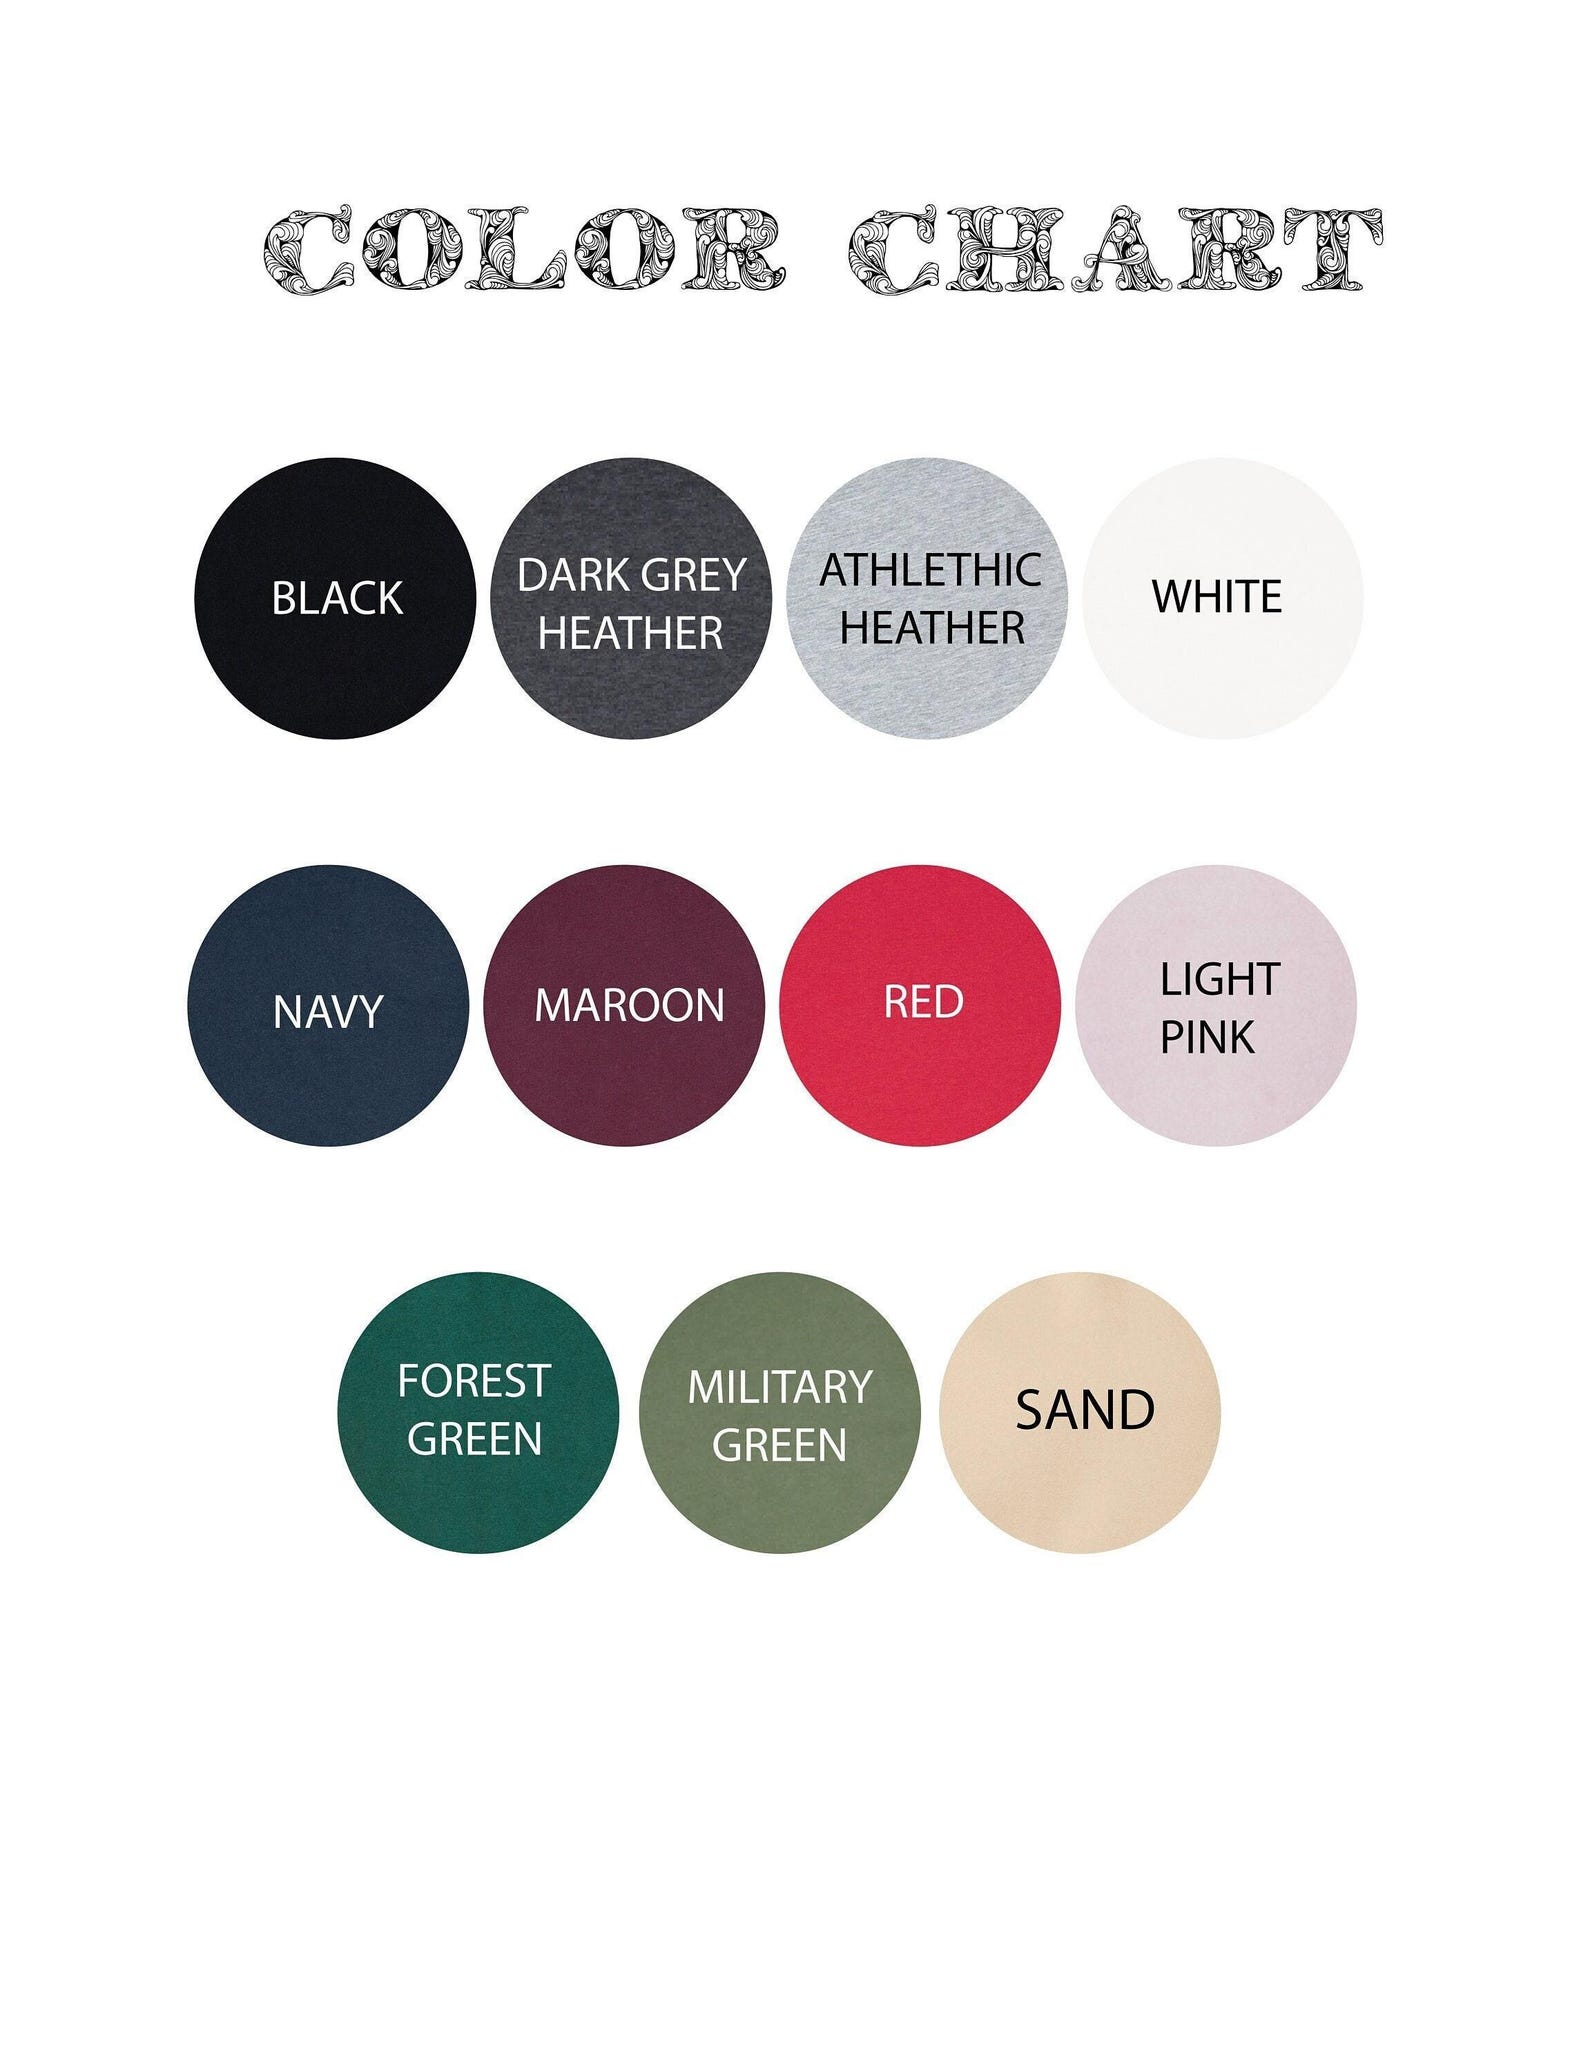 COLOR CHART
BLACK
DARK GREY
HEATHER
ATHLETHIC
HEATHER
WHITE
NAVY
MAROON
RED
LIGHT
PINK
FOREST
GREEN
MILITARY
GREEN
SAND